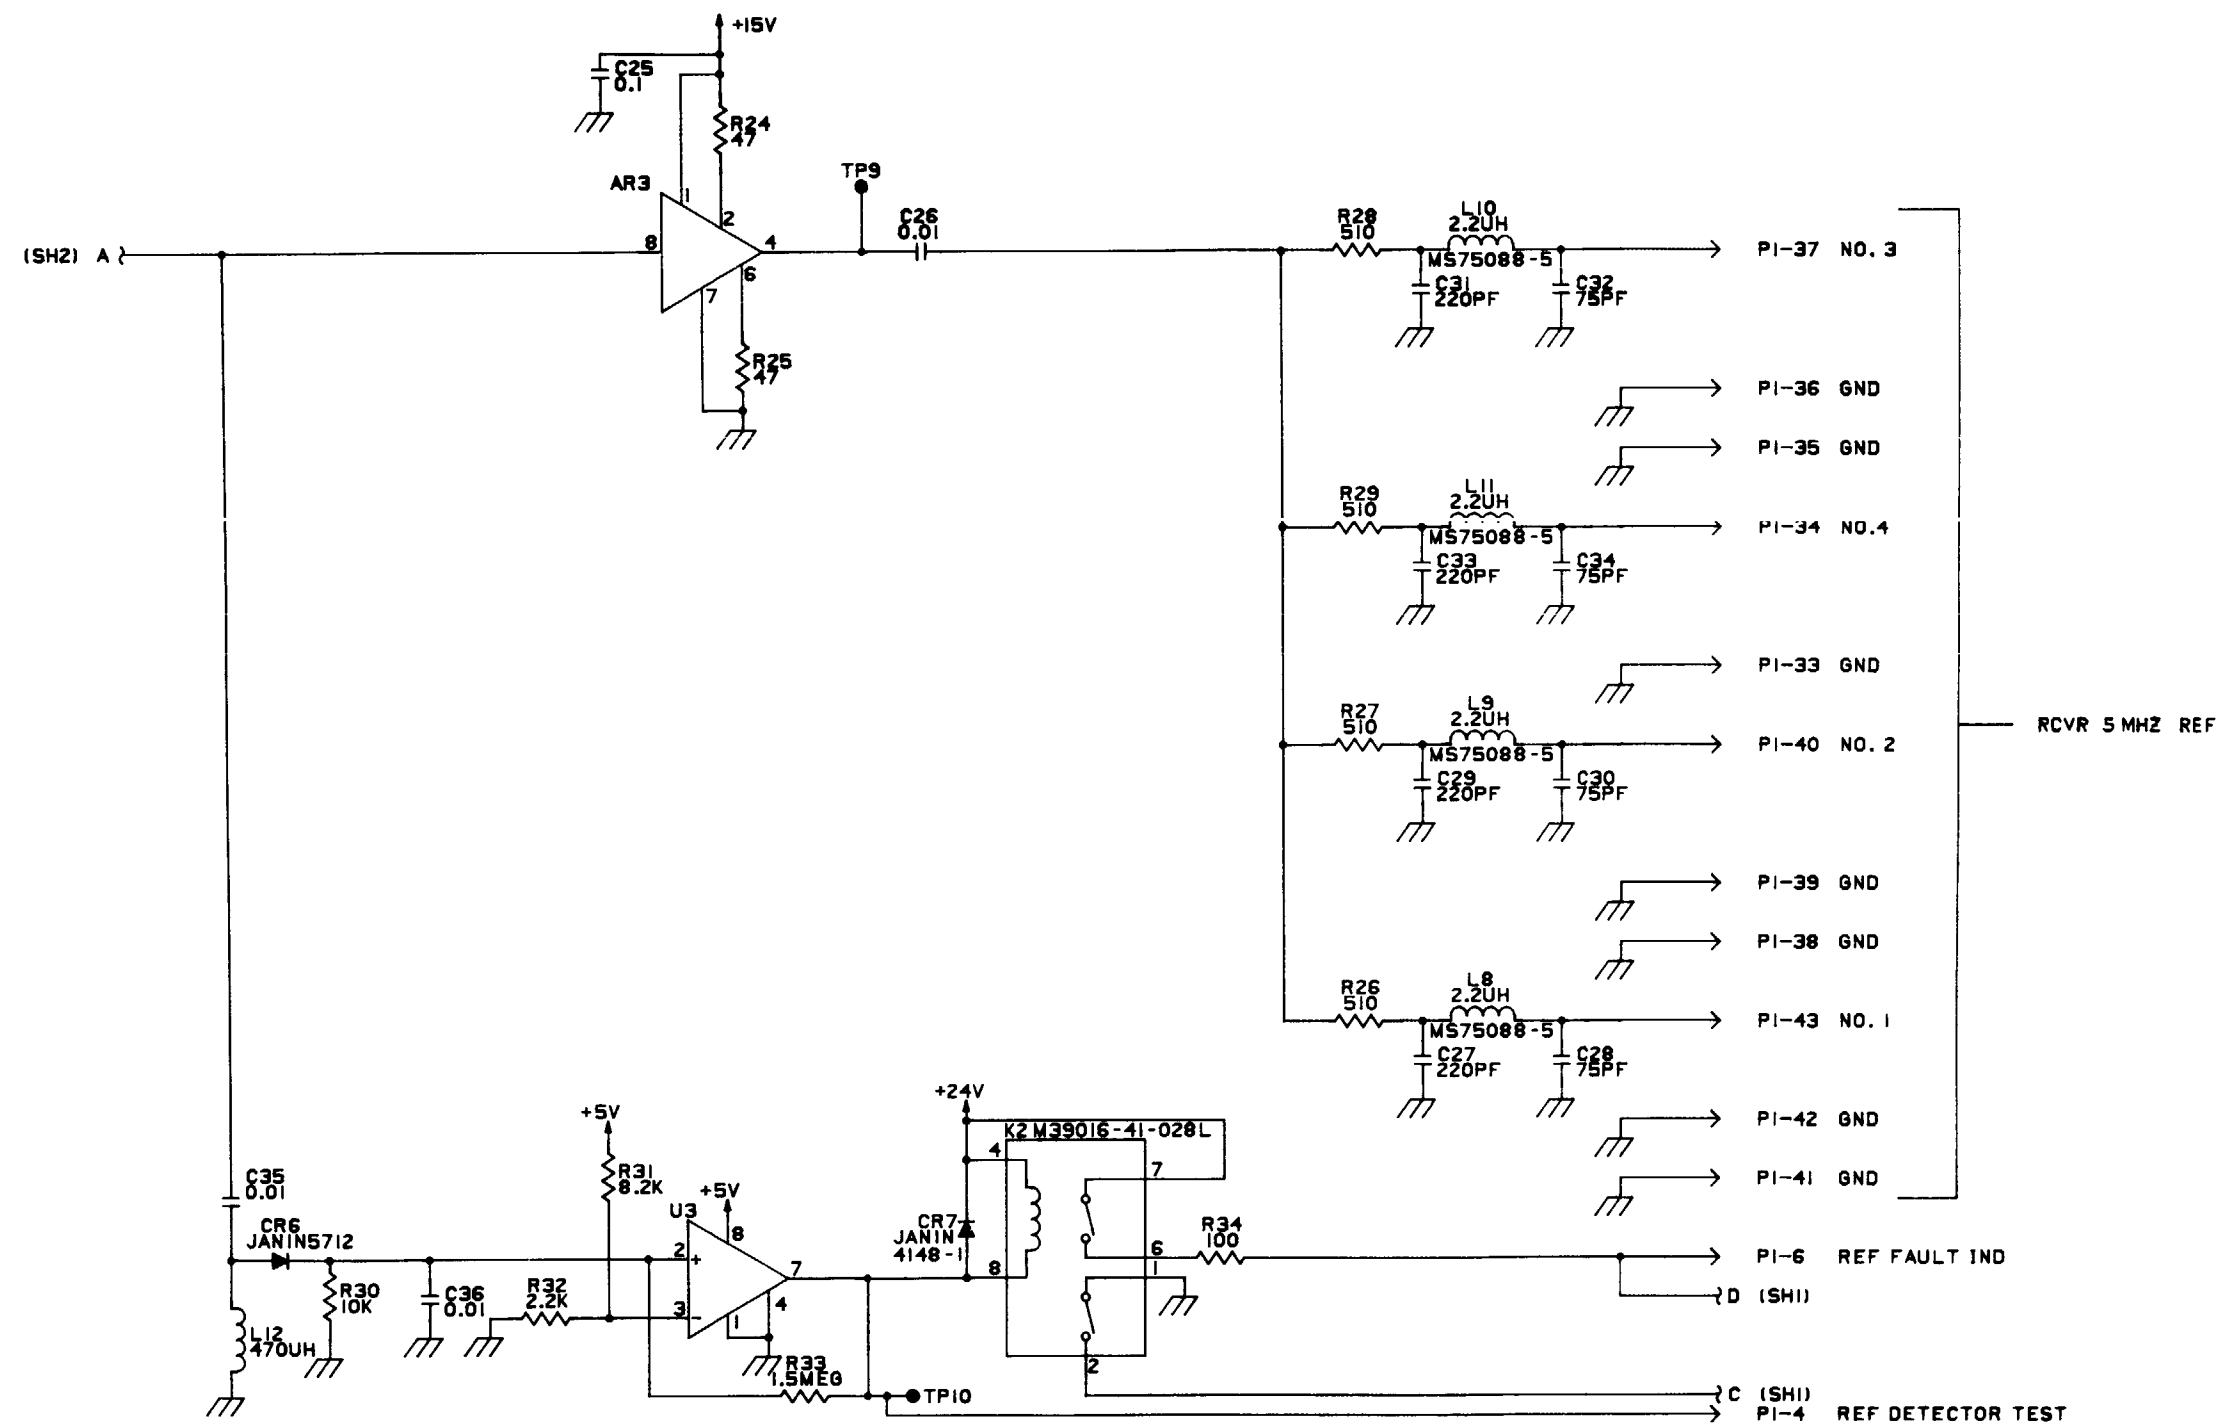 +15V
C25
0.1
R24
47
AR3
1
2
8
4
6
7
TP9
C26
0.01
R25
47
(SH2) A
R28
510
L10
2.2UH
MS75088-5
C31
220PF
C32
75PF
P1-37 NO. 3
P1-36 GND
P1-35 GND
R29
510
L11
2.2UH
MS75088-5
C33
220PF
C34
75PF
P1-34 NO.4
P1-33 GND
R27
510
L9
2.2UH
MS75088-5
C29
220PF
C30
75PF
P1-40 NO. 2
RCVR 5 MHZ REF
P1-39 GND
P1-38 GND
R26
510
L8
2.2UH
MS75088-5
C27
220PF
C28
75PF
P1-43 NO. 1
P1-42 GND
P1-41 GND
C35
0.01
CR6
JAN1N5712
L12
470UH
R30
10K
C36
0.01
+5V
R31
8.2K
R32
2.2K
U3
+5V
8
2
+
3
-
7
4
1
R33
1.5MEG
TP10
+24V
K2 M39016-41-028L
4
7
CR7
JAN1N
4148-1
8
6
1
2
R34
100
P1-6 REF FAULT IND
D (SH1)
C (SH1)
P1-4 REF DETECTOR TEST